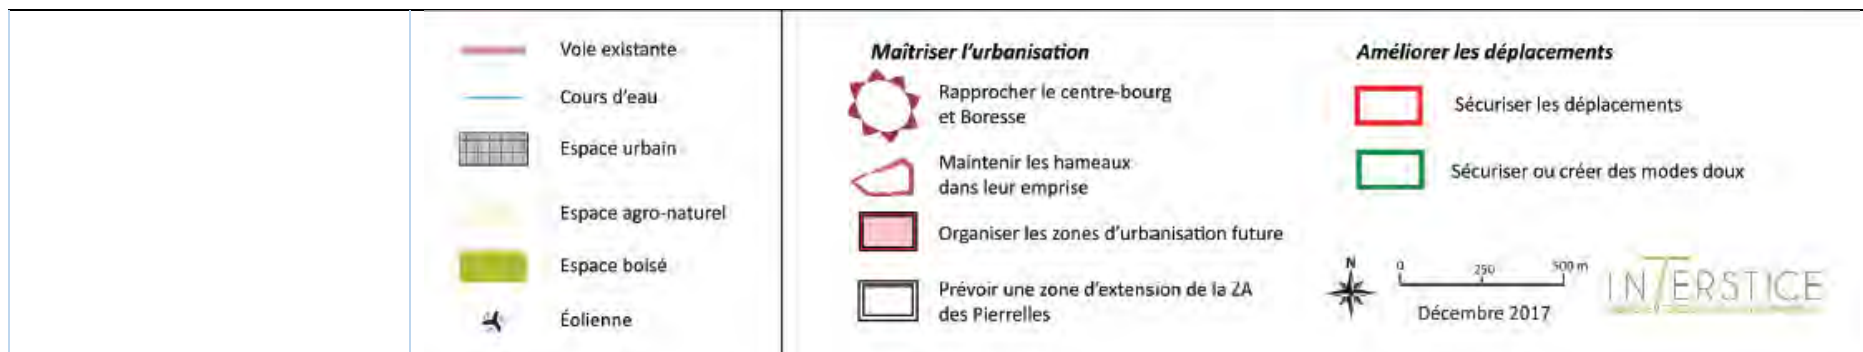 Voie existante
Cours d'eau
Espace urbain
Espace agro-naturel
Espace boisé
Éolienne
Maîtriser l'urbanisation
Rapprocher le centre-bourg
et Boresse
Maintenir les hameaux
dans leur emprise
Organiser les zones d'urbanisation future
Prévoir une zone d'extension de la ZA
des Pierrelles
Améliorer les déplacements
Sécuriser les déplacements
Sécuriser ou créer des modes doux
N
0 250 500 m
Décembre 2017
INTERSTICE